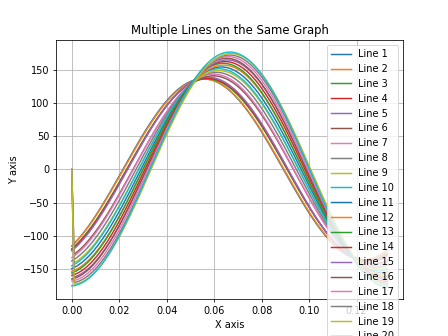 Multiple Lines on the Same Graph
Y axis
150
100
50
0
−50
−100
−150
0.00
0.02
0.04
0.06
0.08
0.10
X axis
Line 1
Line 2
Line 3
Line 4
Line 5
Line 6
Line 7
Line 8
Line 9
Line 10
Line 11
Line 12
Line 13
Line 14
Line 15
Line 16
Line 17
Line 18
Line 19
Line 20